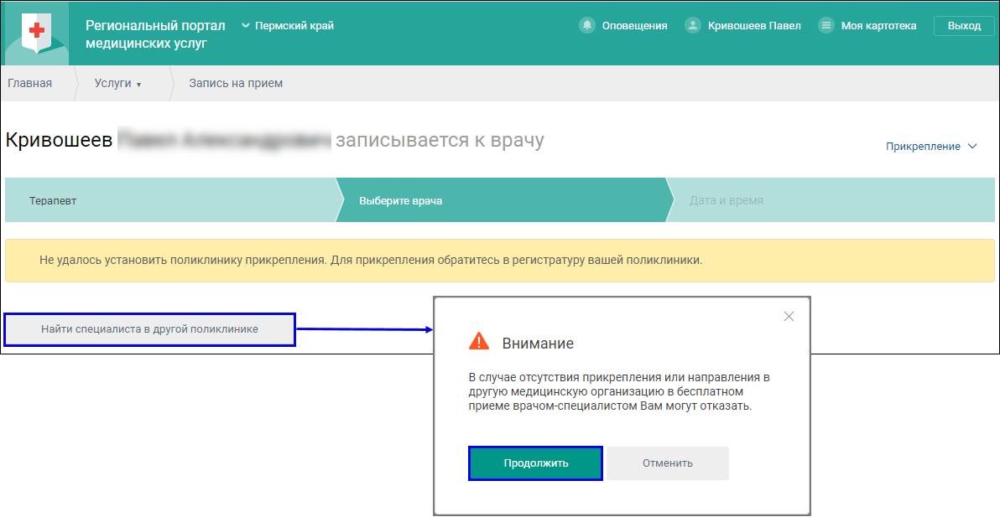 Региональный портал
медицинских услуг
Пермский край
Оповещения
Кривошеев Павел
Моя картотека
Выход
Главная
Услуги
Запись на прием
Кривошеев записывается к врачу
Прикрепление
Терапевт
Выберите врача
Дата и время
Не удалось установить поликлинику прикрепления. Для прикрепления обратитесь в регистратуру вашей поликлиники.
Найти специалиста в другой поликлинике
Внимание
В случае отсутствия прикрепления или направления в
другую медицинскую организацию в бесплатном
приеме врачом-специалистом Вам могут отказать.
Продолжить
Отменить